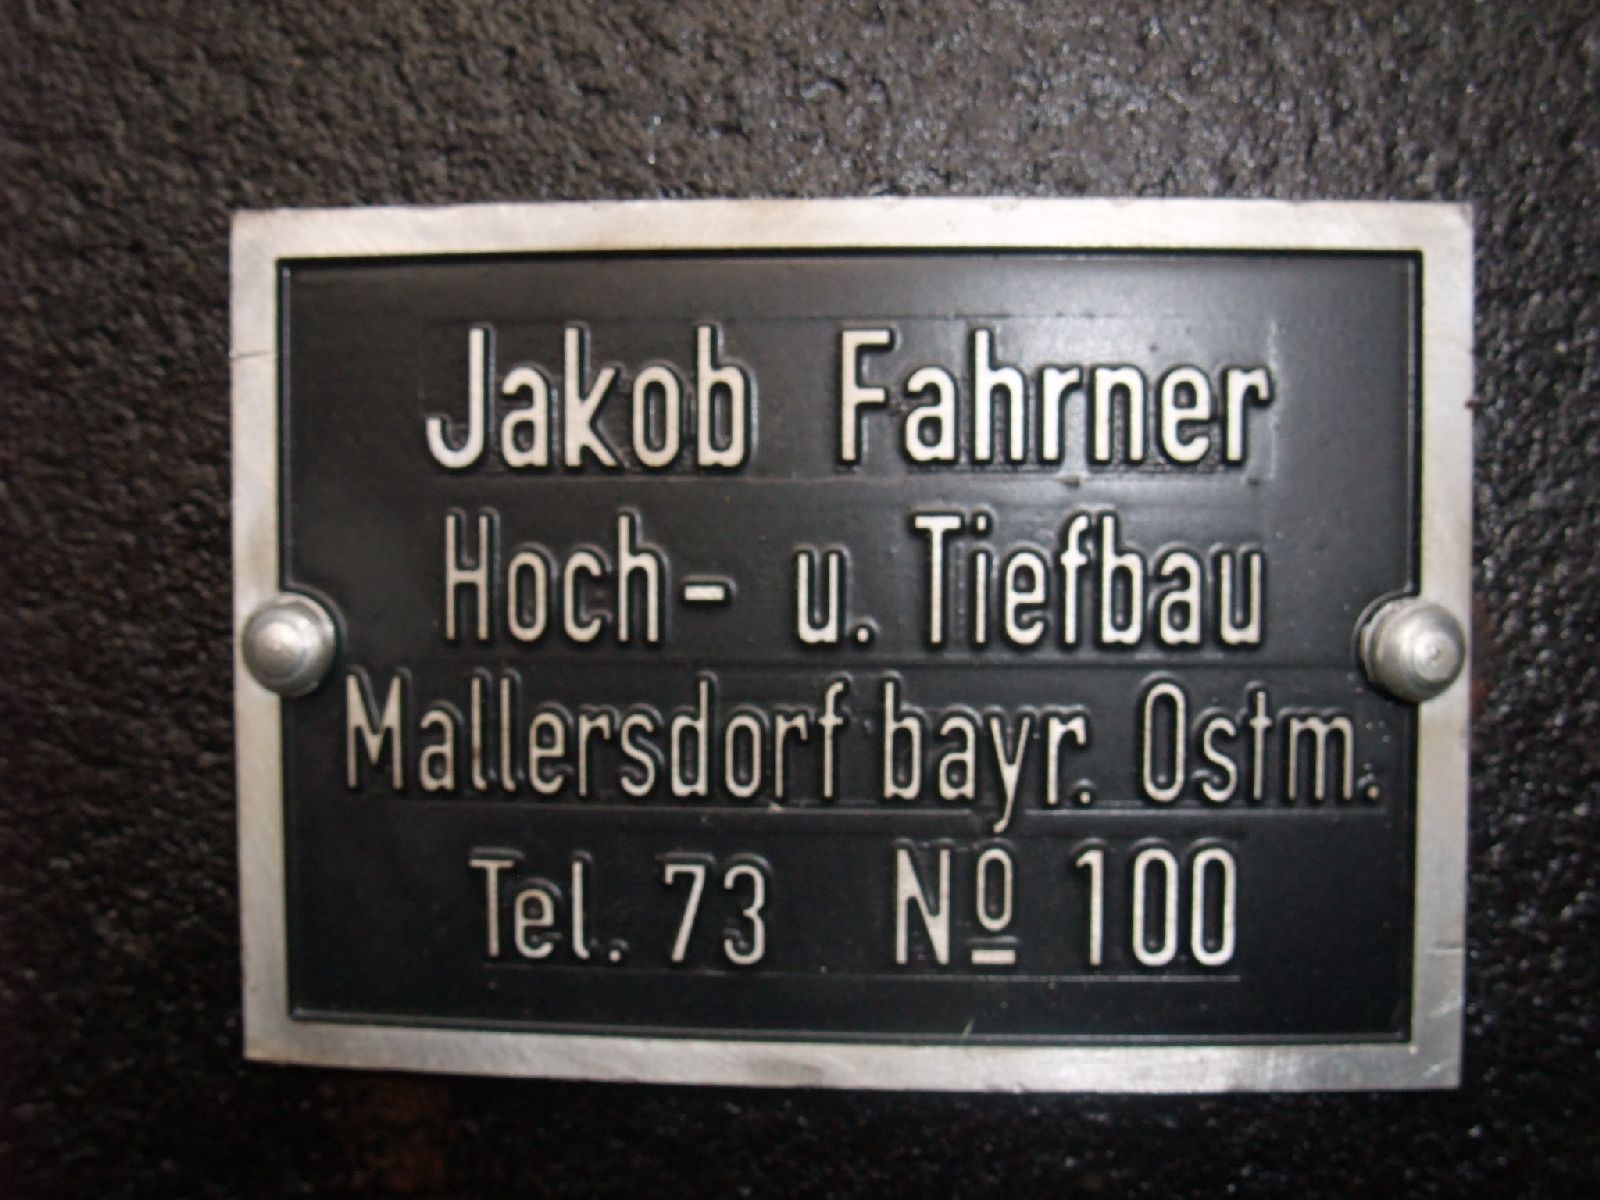 Jakob Fahrner
Hoch- u. Tiefbau
Mallersdorf bayr. Ostm.
Tel. 73 Nº 100